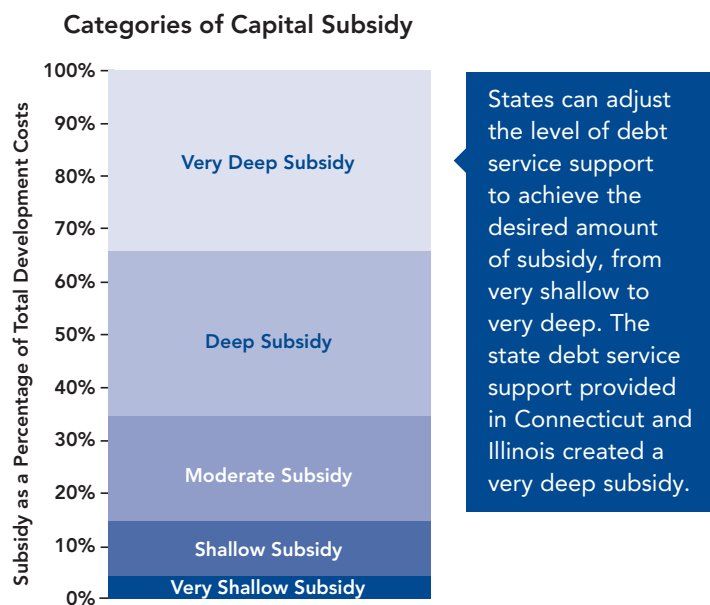 Categories of Capital Subsidy
Subsidy as a Percentage of Total Development Costs
100%
90%
80%
70%
60%
50%
40%
30%
20%
10%
0%
Very Deep Subsidy
Deep Subsidy
Moderate Subsidy
Shallow Subsidy
Very Shallow Subsidy
States can adjust
the level of debt
service support
to achieve the
desired amount
of subsidy, from
very shallow to
very deep. The
state debt service
support provided
in Connecticut and
Illinois created a
very deep subsidy.